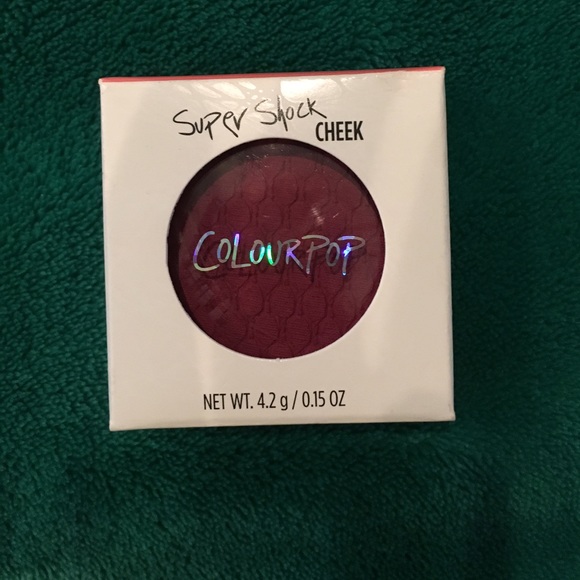 Super Shock
CHEEK
COLOURPOP
NET WT. 4.2 g / 0.15 OZ